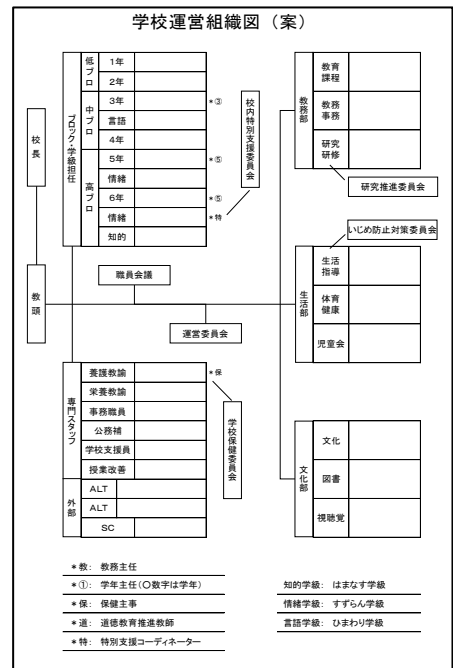 学校運営組織図（案）
校長
教頭
ブロック・学級担任
低ブロ
1年
2年
中ブロ
3年
＊③
言語
4年
高ブロ
5年
＊⑤
情緒
6年
＊⑤
情緒
＊特
知的
校内特別支援委員会
教務部
教育課程
教務事務
研究研修
研究推進委員会
いじめ防止対策委員会
職員会議
運営委員会
生活部
生活指導
体育健康
児童会
専門スタッフ
養護教諭
＊保
栄養教諭
事務職員
公務補
学校支援員
授業改善
外部
ALT
ALT
SC
学校保健委員会
文化部
文化
図書
視聴覚
＊教： 教務主任
＊①： 学年主任（〇数字は学年）
＊保： 保健主事
＊道： 道徳教育推進教師
＊特： 特別支援コーディネーター
知的学級： はまなす学級
情緒学級： すずらん学級
言語学級： ひまわり学級